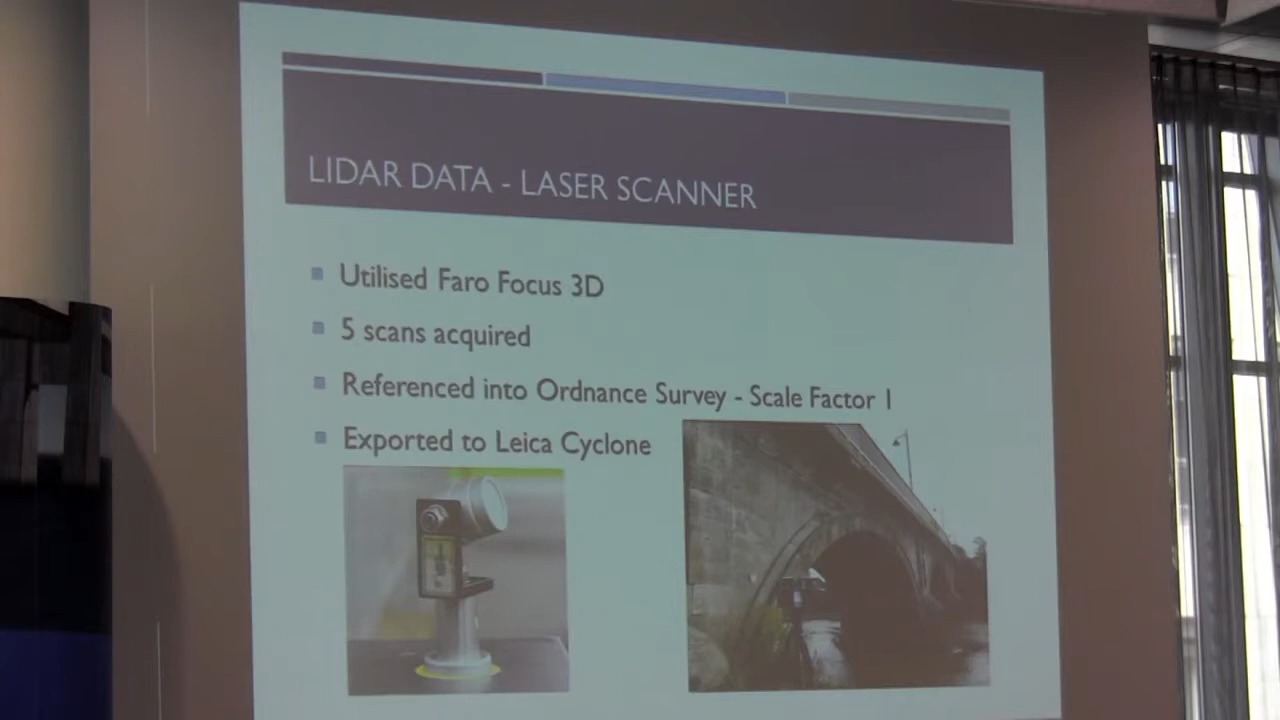 LIDAR DATA - LASER SCANNER
Utilised Faro Focus 3D
5 scans acquired
Referenced into Ordnance Survey - Scale Factor 1
Exported to Leica Cyclone